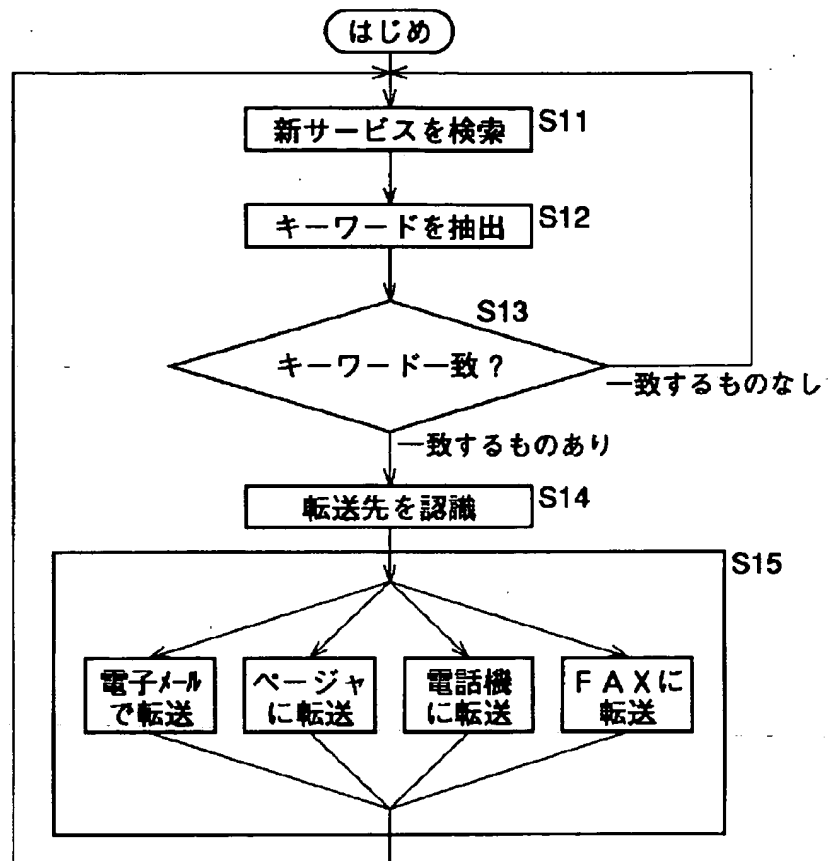 はじめ
新サービスを検索
S11
キーワードを抽出
S12
S13
キーワード一致？
一致するものなし
一致するものあり
転送先を認識
S14
S15
電子メール
で転送
ページャ
に転送
電話機
に転送
ＦＡＸに
転送